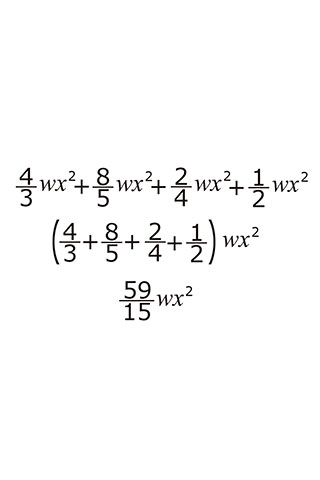 4/3 wx² + 8/5 wx² + 2/4 wx² + 1/2 wx²
(4/3 + 8/5 + 2/4 + 1/2) wx²
59/15 wx²